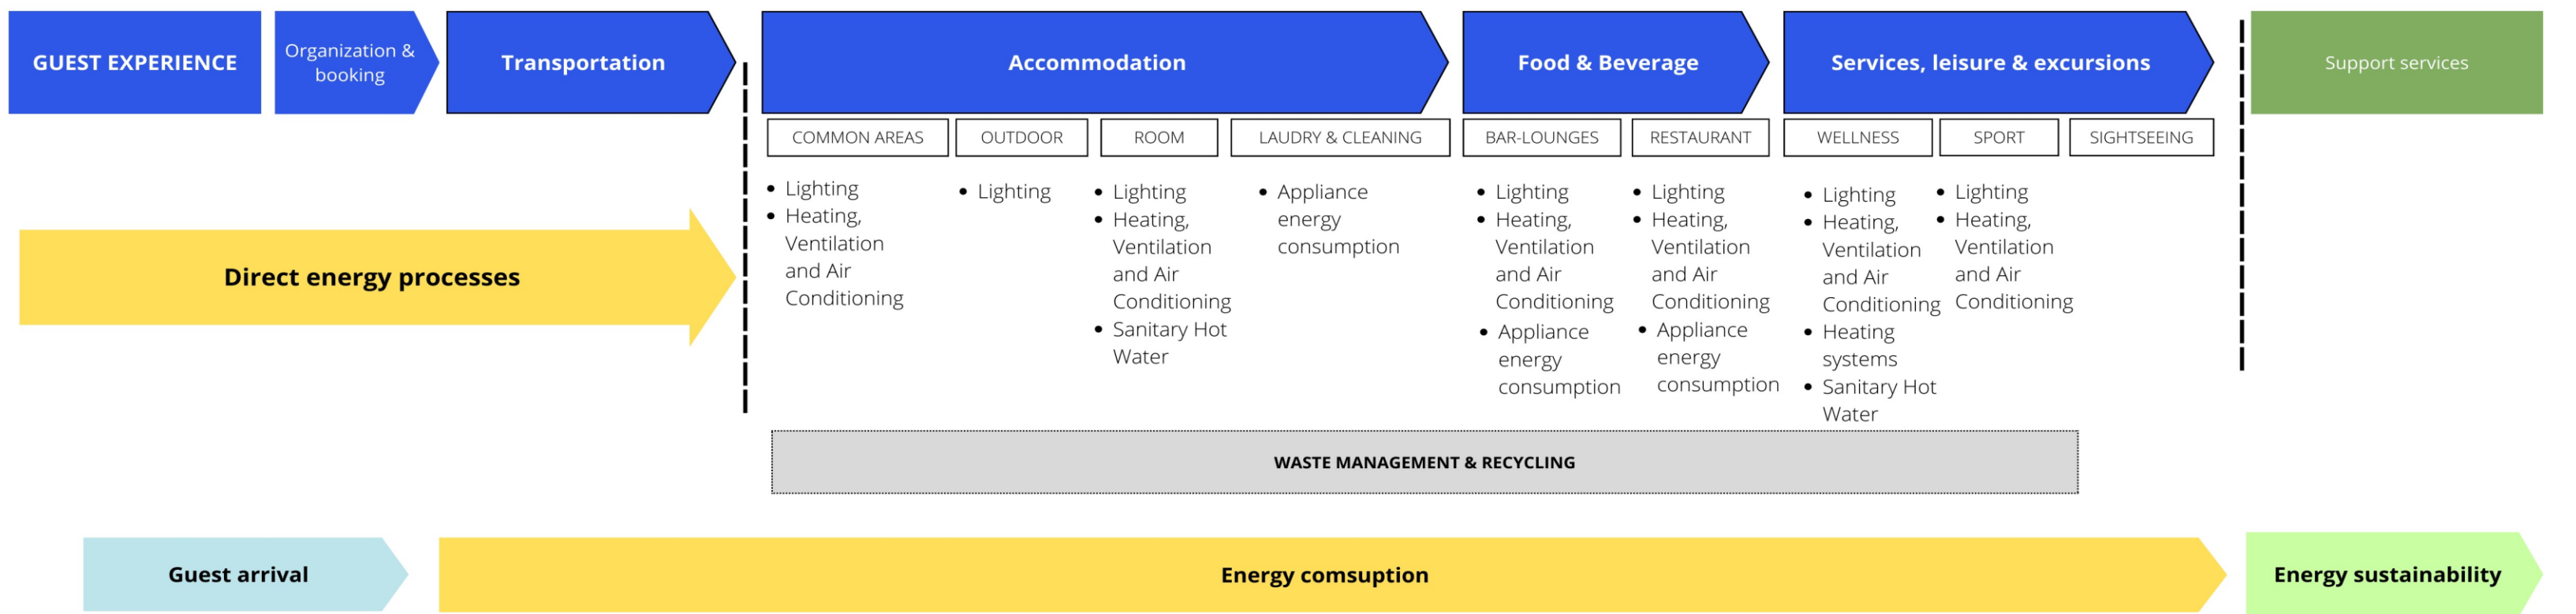 GUEST EXPERIENCE
Organization &
booking
Transportation
Accommodation
Food & Beverage
Services, leisure & excursions
Support services
COMMON AREAS
OUTDOOR
ROOM
LAUDRY & CLEANING
BAR-LOUNGES
RESTAURANT
WELLNESS
SPORT
SIGHTSEEING
Direct energy processes
• Lighting
• Heating,
Ventilation
and Air
Conditioning
• Lighting
• Lighting
• Heating,
Ventilation
and Air
Conditioning
• Sanitary Hot
Water
• Appliance
energy
consumption
• Lighting
• Heating,
Ventilation
and Air
Conditioning
• Appliance
energy
consumption
• Lighting
• Heating,
Ventilation
and Air
Conditioning
• Appliance
energy
consumption
• Lighting
• Heating,
Ventilation
and Air
Conditioning
• Heating
systems
• Sanitary Hot
Water
• Lighting
• Heating,
Ventilation
and Air
Conditioning
WASTE MANAGEMENT & RECYCLING
Guest arrival
Energy comsuption
Energy sustainability